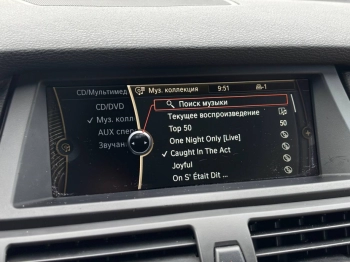 CD/Мультимед
Муз. коллекция
9:51
CD/DVD
Муз. колл
AUX спер
Звучан
Поиск музыки
Текущее воспроизведение
Top 50
50
One Night Only [Live]
Caught In The Act
Joyful
On S' Était Dit ...